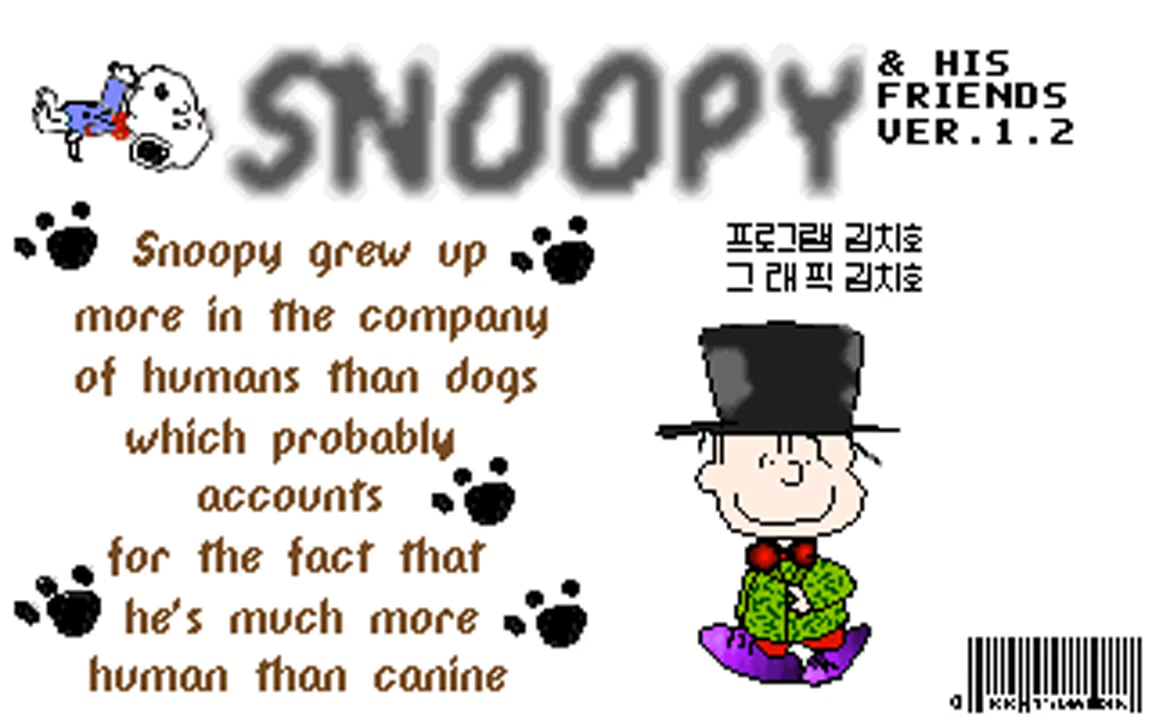 SNOOPY
& HIS
FRIENDS
VER.1.2
Snoopy grew up
more in the company
of humans than dogs
which probably
accounts
for the fact that
he's much more
human than canine
프로그램 김치호
그래픽 김치호